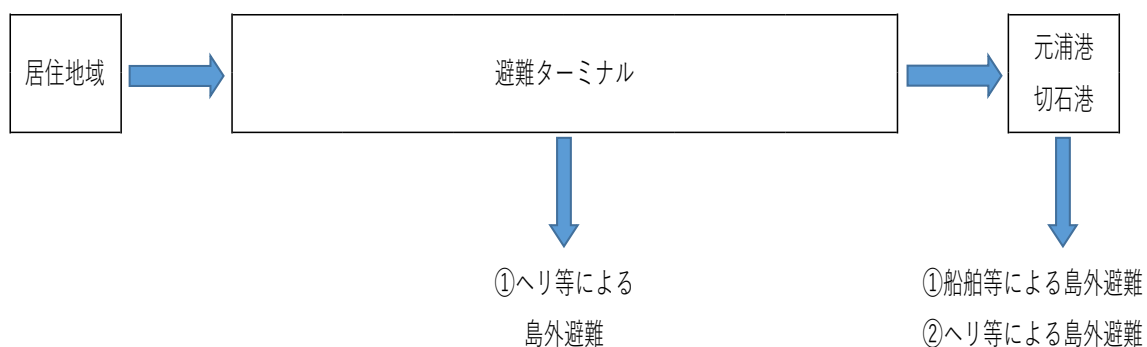 居住地域
避難ターミナル
元浦港
切石港
①ヘリ等による
島外避難
①船舶等による島外避難
②ヘリ等による島外避難